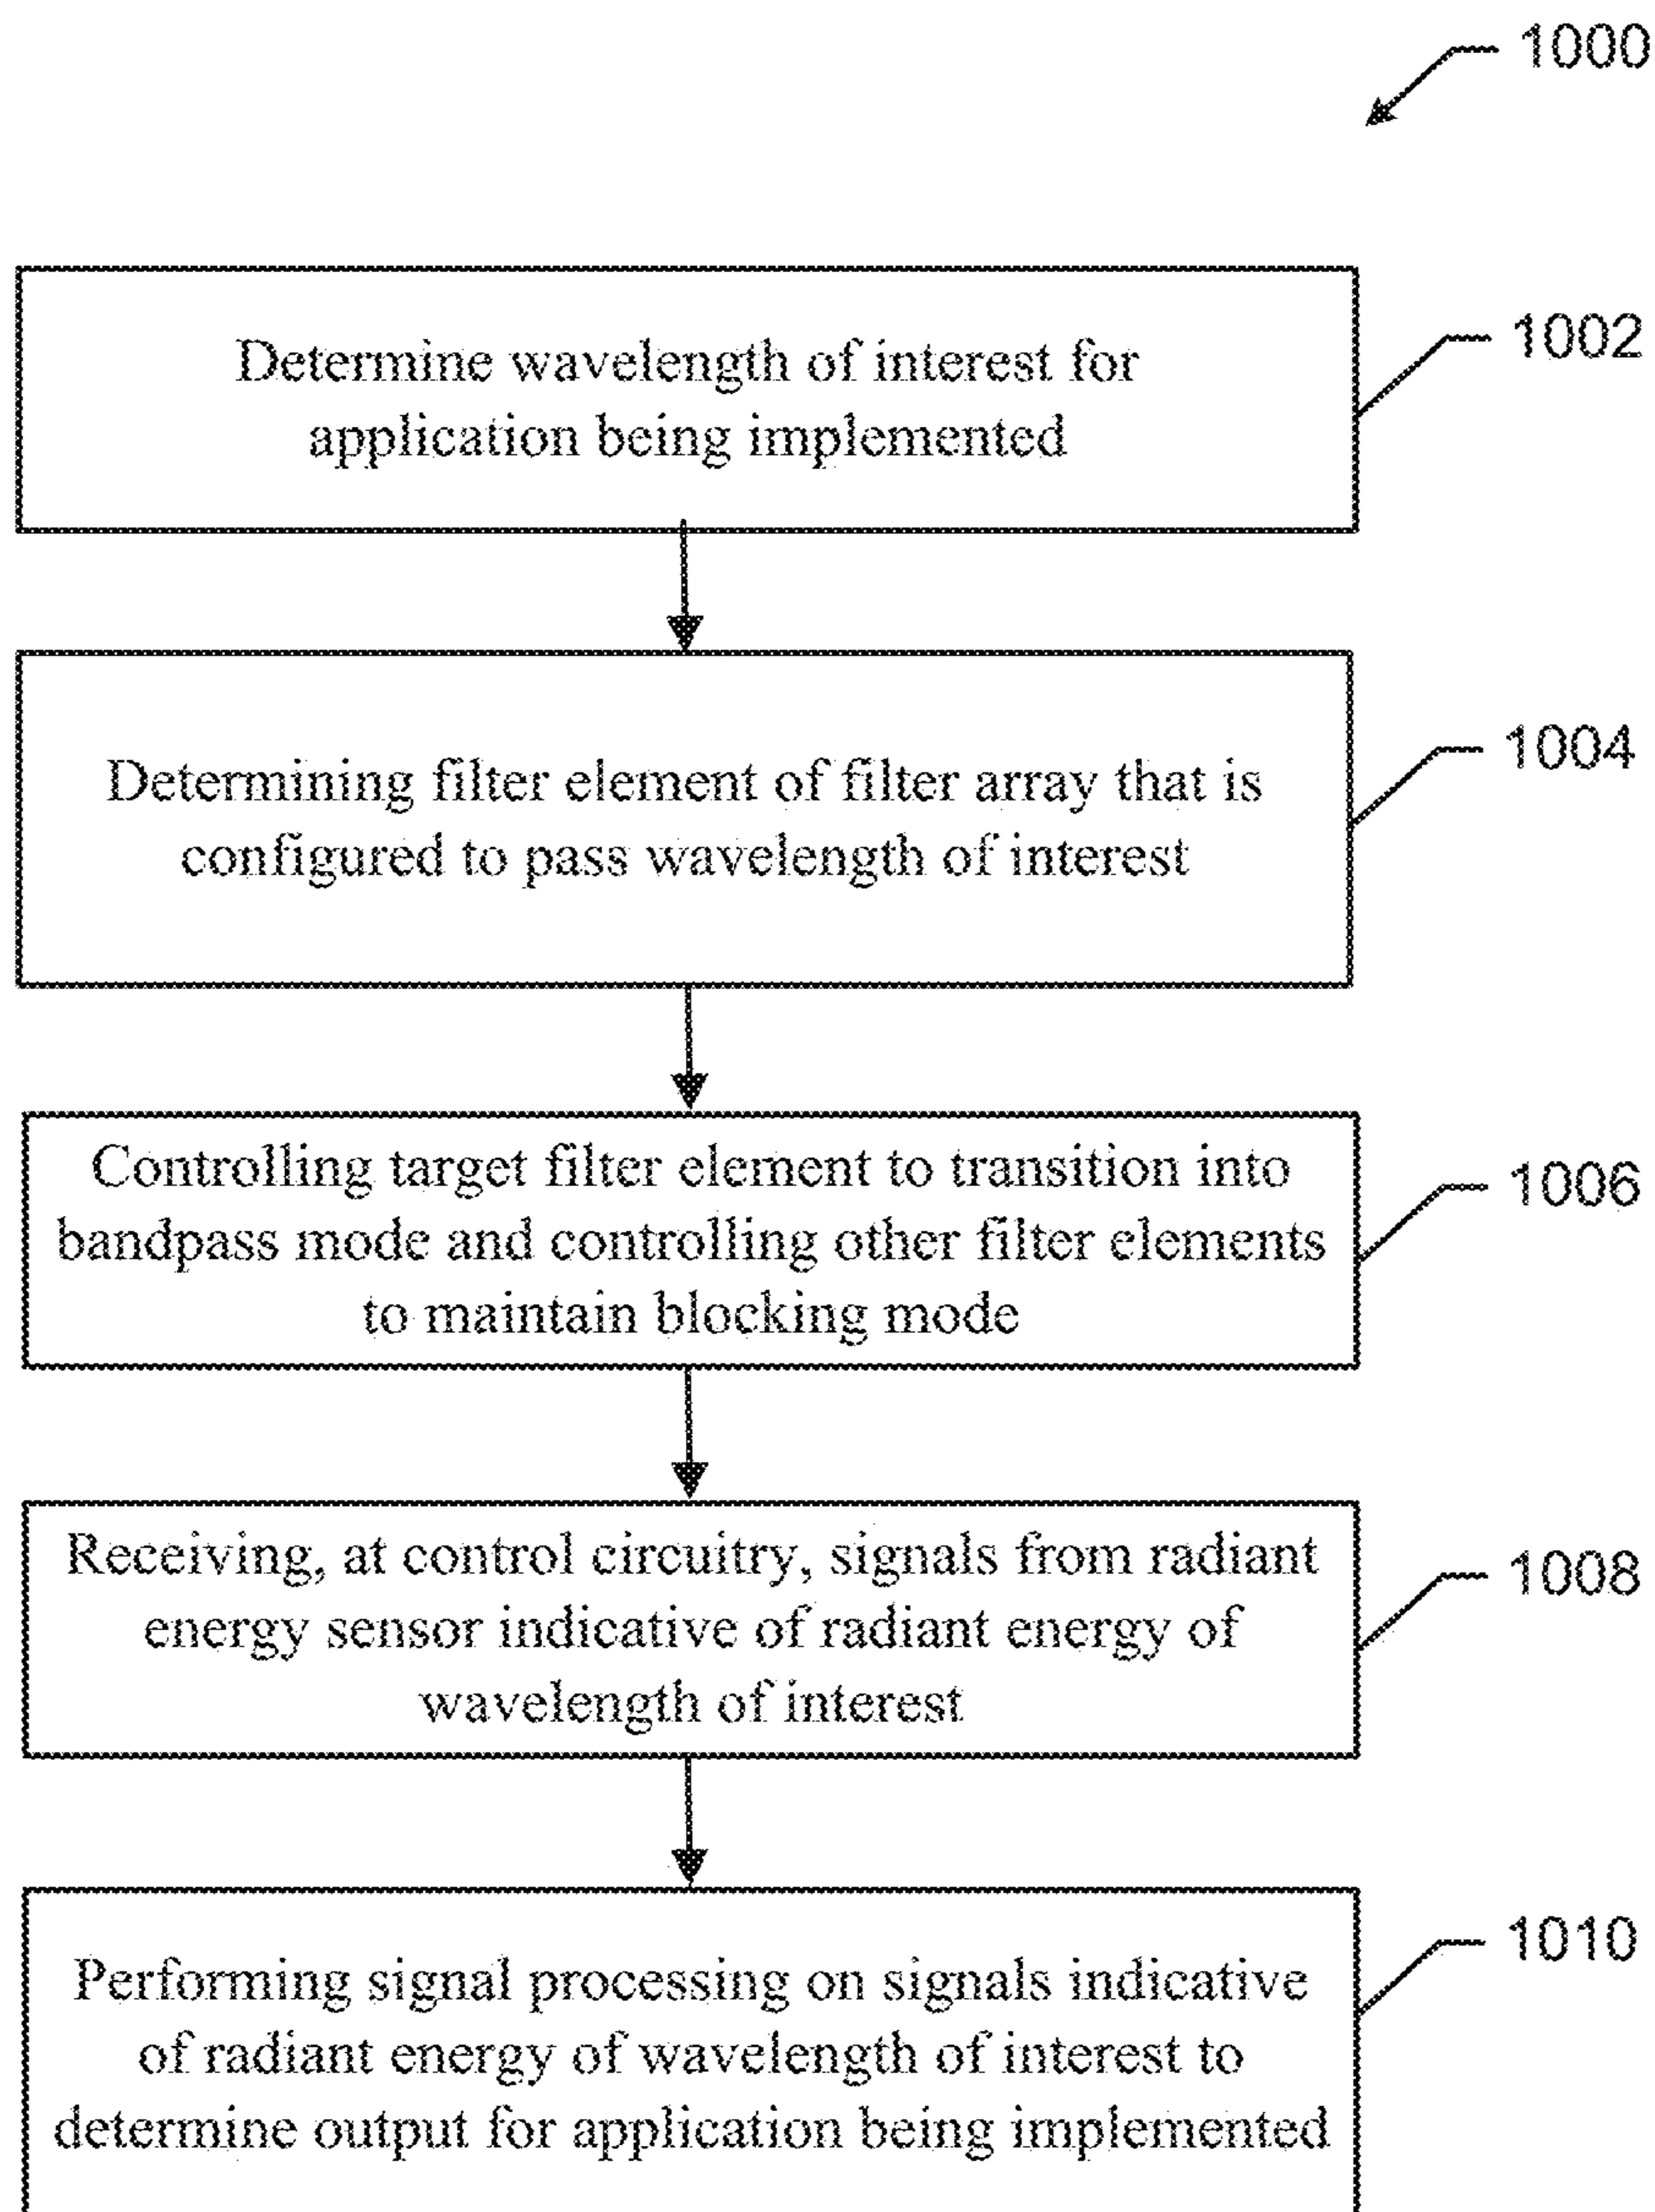 1000
Determine wavelength of interest for
application being implemented
1002
Determining filter element of filter array that is
configured to pass wavelength of interest
1004
Controlling target filter element to transition into
bandpass mode and controlling other filter elements
to maintain blocking mode
1006
Receiving, at control circuitry, signals from radiant
energy sensor indicative of radiant energy of
wavelength of interest
1008
Performing signal processing on signals indicative
of radiant energy of wavelength of interest to
determine output for application being implemented
1010